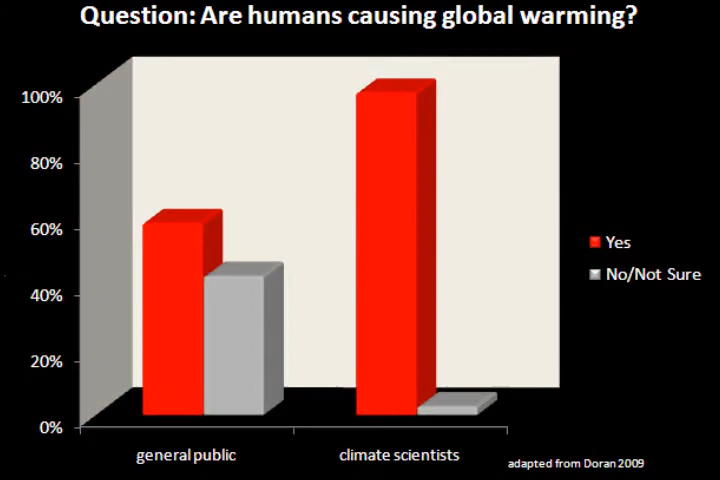 Question: Are humans causing global warming?
100%
80%
60%
40%
20%
0%
general public
climate scientists
Yes
No/Not Sure
adapted from Doran 2009